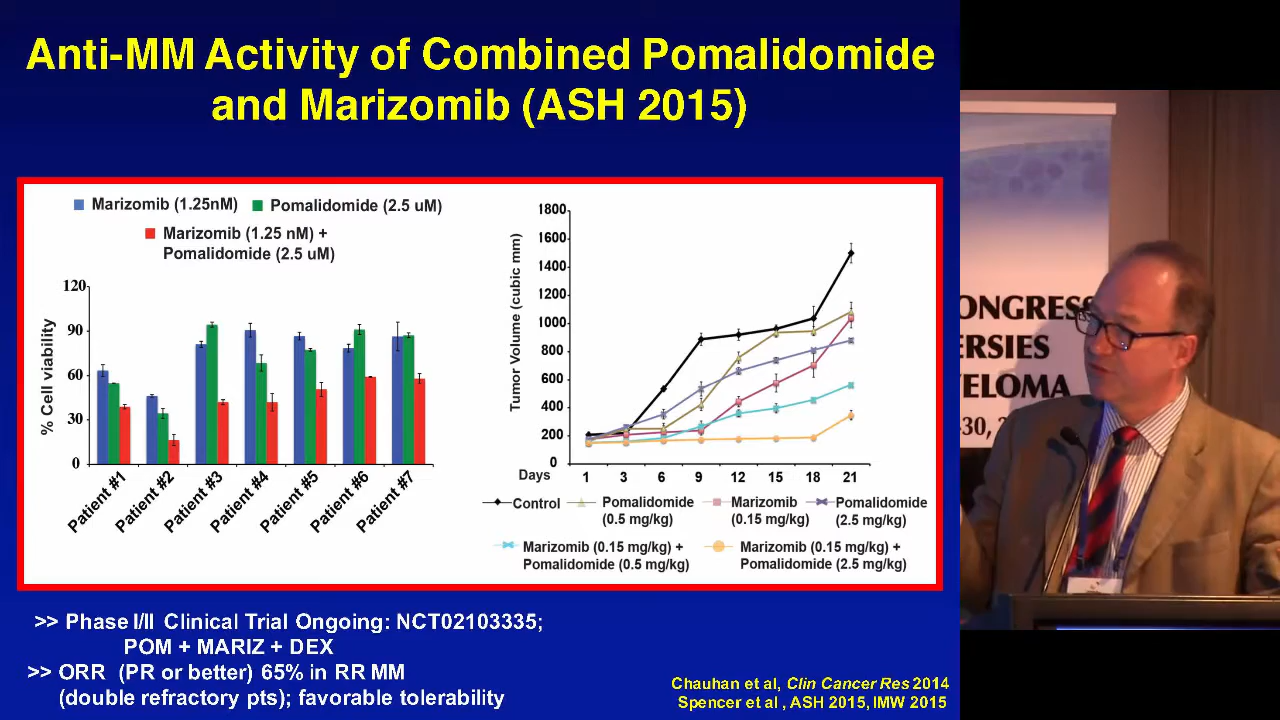 Anti-MM Activity of Combined Pomalidomide
and Marizomib (ASH 2015)
Marizomib (1.25nM)
Pomalidomide (2.5 uM)
Marizomib (1.25 nM) +
Pomalidomide (2.5 uM)
% Cell viability
120
90
60
30
0
Patient #1
Patient #2
Patient #3
Patient #4
Patient #5
Patient #6
Patient #7
Tumor Volume (cubic mm)
1800
1600
1400
1200
1000
800
600
400
200
0
Days 1 3 6 9 12 15 18 21
Control
Pomalidomide
(0.5 mg/kg)
Marizomib
(0.15 mg/kg)
Pomalidomide
(2.5 mg/kg)
Marizomib (0.15 mg/kg) +
Pomalidomide (0.5 mg/kg)
Marizomib (0.15 mg/kg) +
Pomalidomide (2.5 mg/kg)
>> Phase I/II Clinical Trial Ongoing: NCT02103335;
POM + MARIZ + DEX
>> ORR (PR or better) 65% in RR MM
(double refractory pts); favorable tolerability
Chauhan et al, Clin Cancer Res 2014
Spencer et al , ASH 2015, IMW 2015
ONGRESS
ERSIES
YELOMA
30, 2